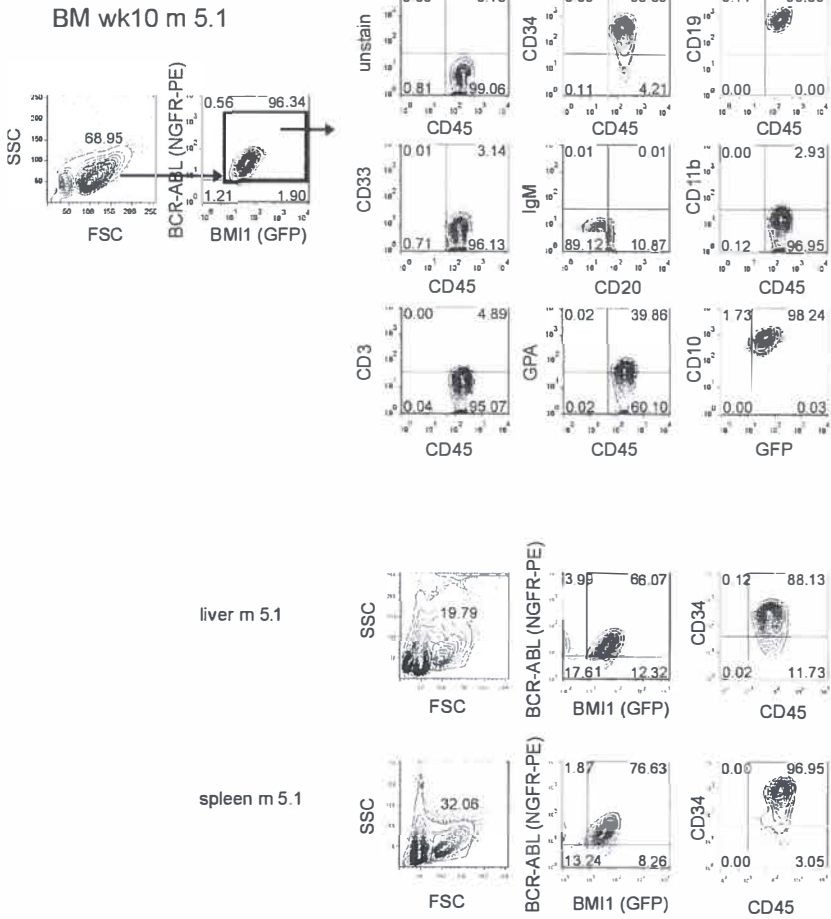 BM wk10 m 5.1
unstain
0.81 99.06
CD45
CD34
0.11 4.21
CD45
CD19
0.00 0.00
CD45
SSC
68.95
FSC
BCR-ABL (NGFR-PE)
0.56 96.34
1.21 1.90
BMI1 (GFP)
CD33
0.01 3.14
0.71 96.13
CD45
IgM
0.01 0 01
89.12 10.87
CD20
CD11b
0.00 2.93
0.12 96.95
CD45
CD3
0.00 4.89
0.04 95.07
CD45
GPA
0.02 39 86
0.02 60 10
CD45
CD10
1 73 98 24
0.00 0.03
GFP
liver m 5.1
SSC
19.79
FSC
BCR-ABL (NGFR-PE)
3.99 66.07
17.61 12.32
BMI1 (GFP)
CD34
0.12 88.13
0.02 11.73
CD45
spleen m 5.1
SSC
32.06
FSC
BCR-ABL (NGFR-PE)
1.87 76.63
13.24 8.26
BMI1 (GFP)
CD34
0.00 96.95
0.00 3.05
CD45